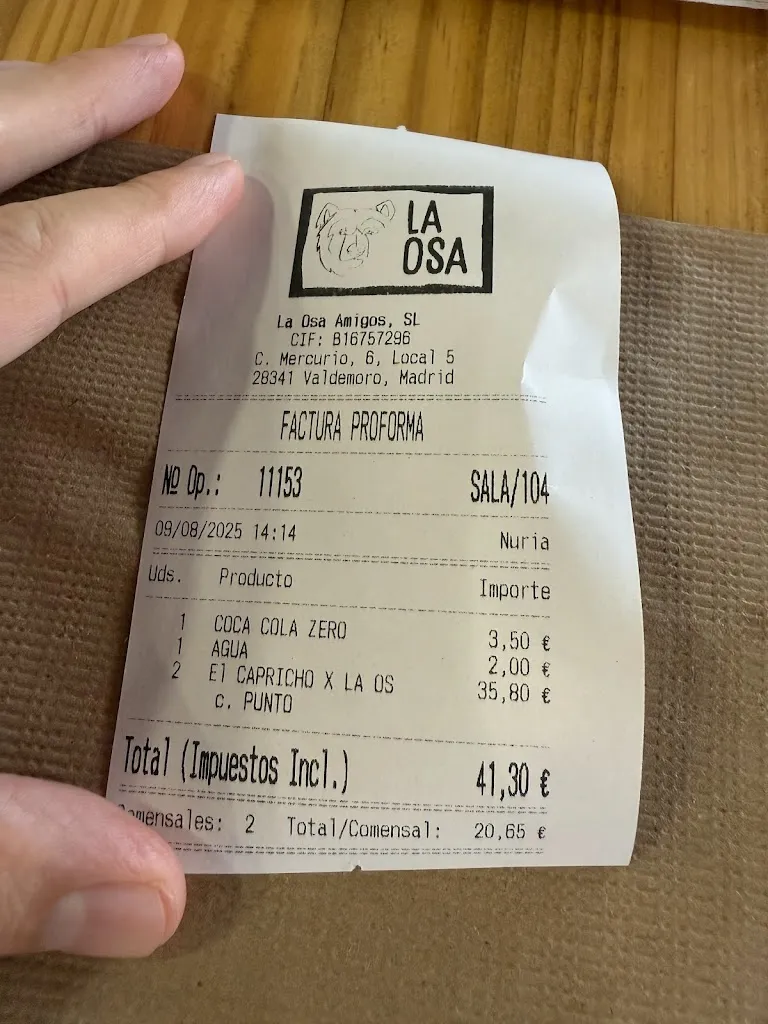 LA
OSA
La Osa Amigos, SL
CIF: B16757296
C. Mercurio, 6, Local 5
28341 Valdemoro, Madrid
FACTURA PROFORMA
Nº Op.: 11153 SALA/104
09/08/2025 14:14 Nuria
Uds. Producto Importe
1 COCA COLA ZERO 3,50 €
1 AGUA 2,00 €
2 El CAPRICHO X LA OS 35,80 €
c. PUNTO
Total (Impuestos Incl.) 41,30 €
Comensales: 2 Total/Comensal: 20,65 €